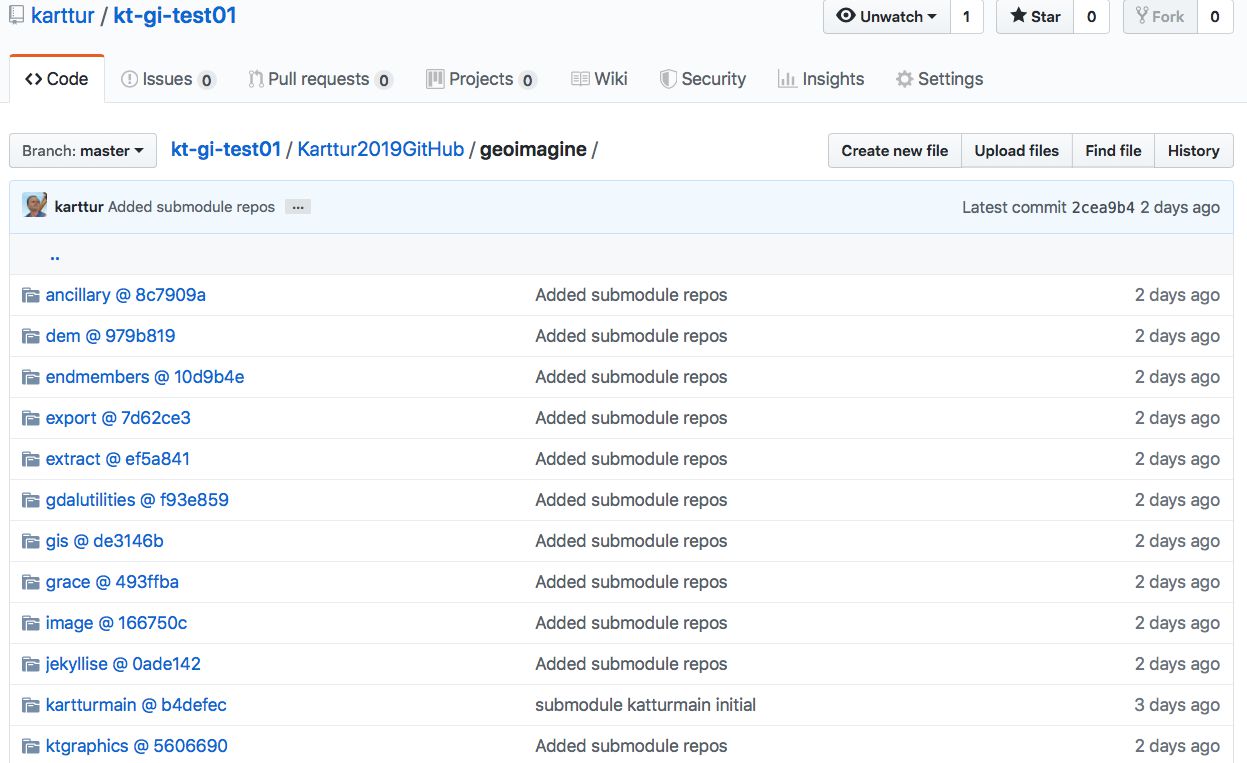 karttur / kt-gi-test01 Unwatch 1 Star 0 Fork 0
Code Issues 0 Pull requests 0 Projects 0 Wiki Security Insights Settings
Branch: master kt-gi-test01 / Karttur2019GitHub / geoimagine / Create new file Upload files Find file History
karttur Added submodule repos ... Latest commit 2cea9b4 2 days ago
..
ancillary @ 8c7909a Added submodule repos 2 days ago
dem @ 979b819 Added submodule repos 2 days ago
endmembers @ 10d9b4e Added submodule repos 2 days ago
export @ 7d62ce3 Added submodule repos 2 days ago
extract @ ef5a841 Added submodule repos 2 days ago
gdalutilities @ f93e859 Added submodule repos 2 days ago
gis @ de3146b Added submodule repos 2 days ago
grace @ 493ffba Added submodule repos 2 days ago
image @ 166750c Added submodule repos 2 days ago
jekyllise @ 0ade142 Added submodule repos 2 days ago
kartturmain @ b4defec submodule katturmain initial 3 days ago
ktgraphics @ 5606690 Added submodule repos 2 days ago